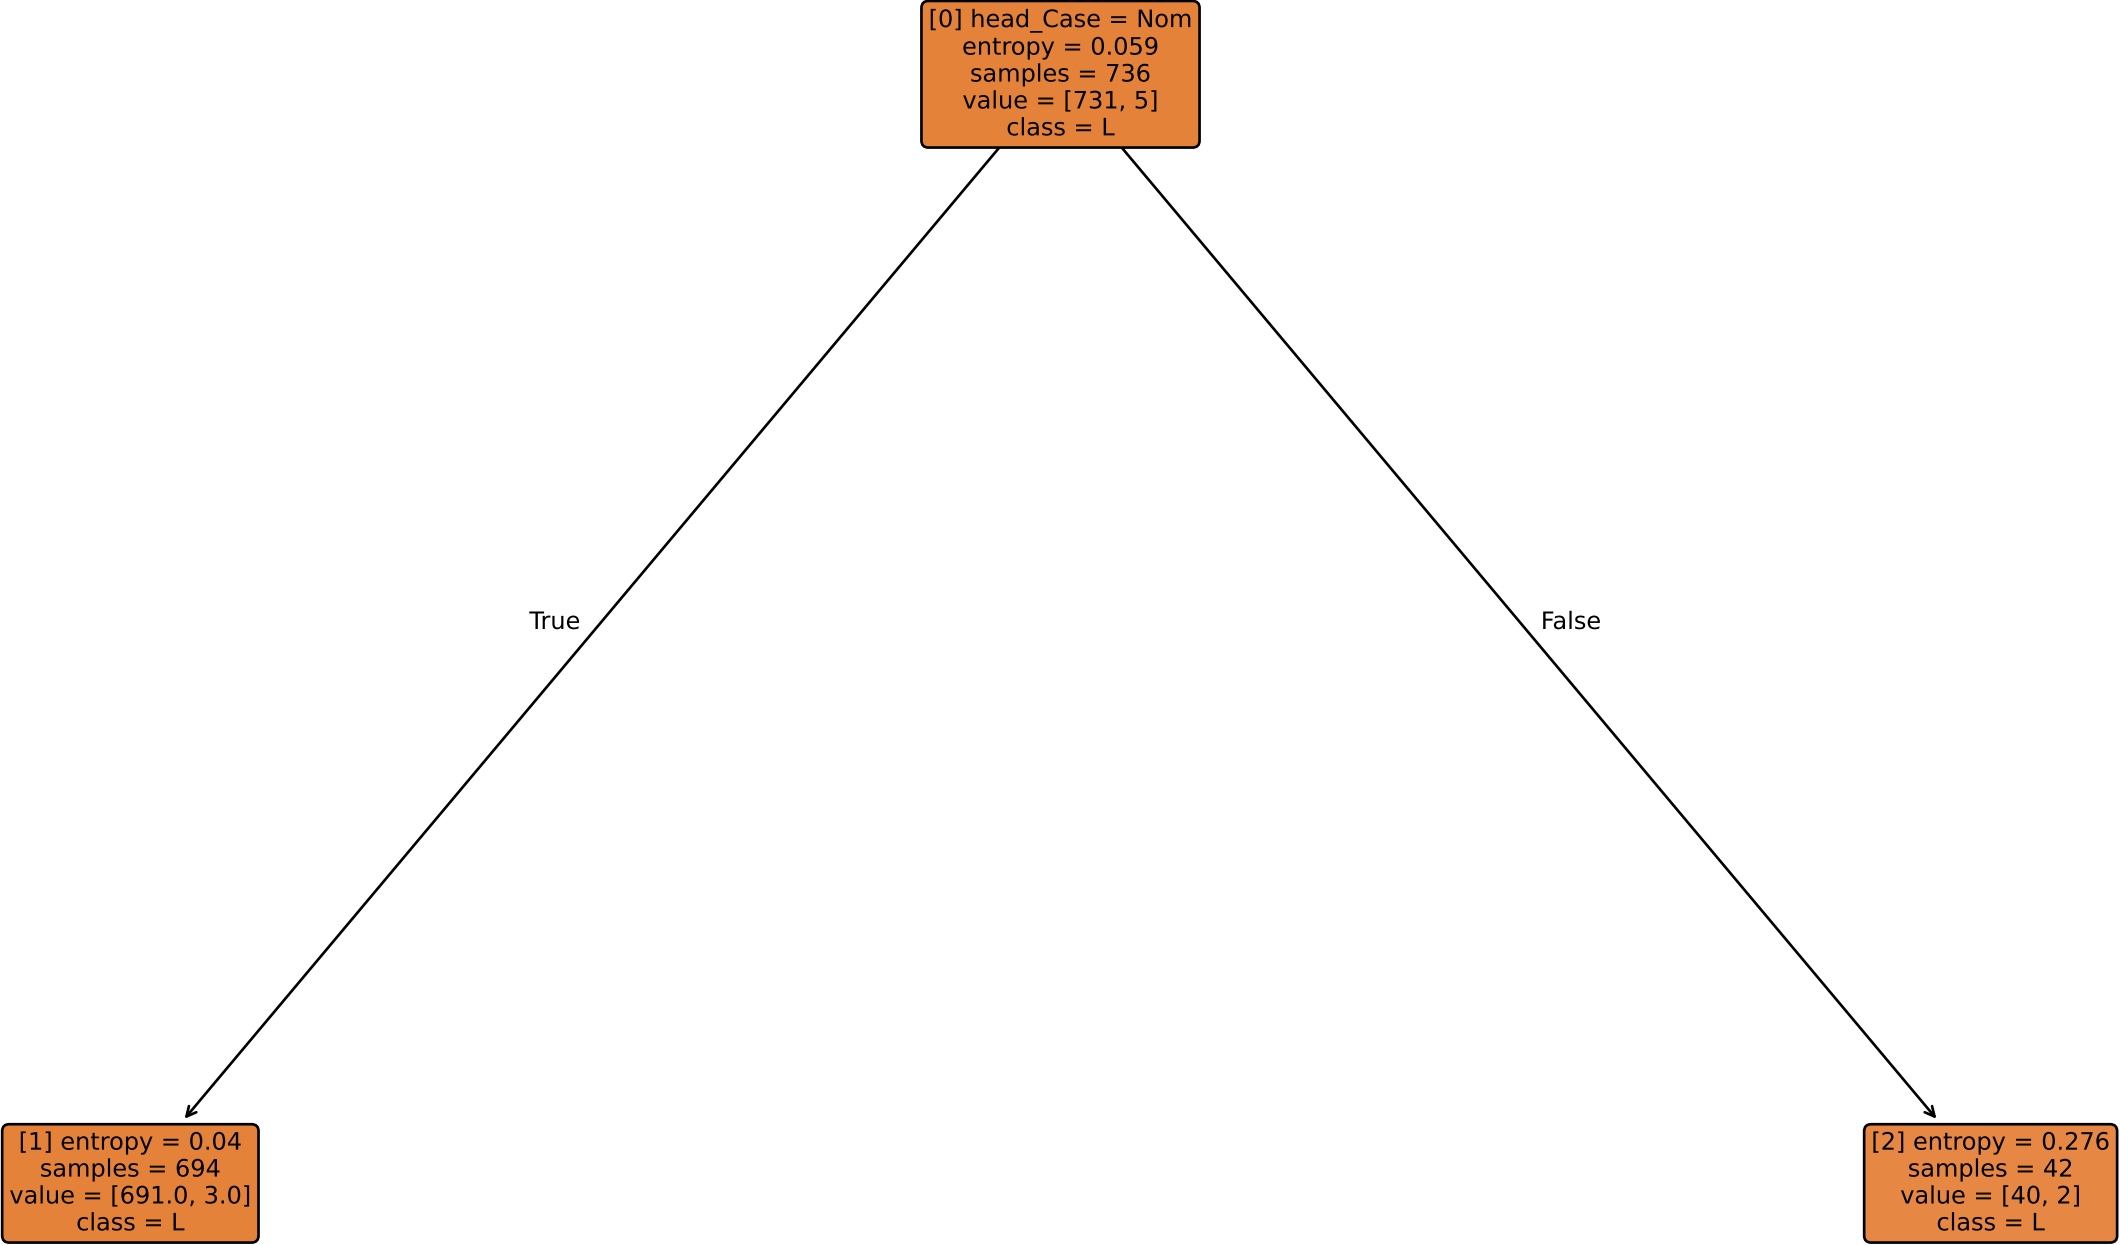 [0] head_Case = Nom
entropy = 0.059
samples = 736
value = [731, 5]
class = L
True
False
[1] entropy = 0.04
samples = 694
value = [691.0, 3.0]
class = L
[2] entropy = 0.276
samples = 42
value = [40, 2]
class = L